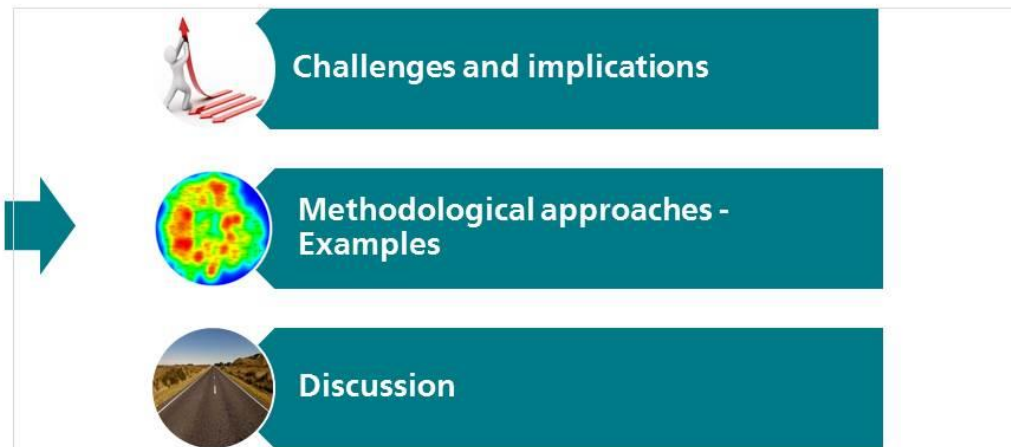 Challenges and implications
Methodological approaches -
Examples
Discussion